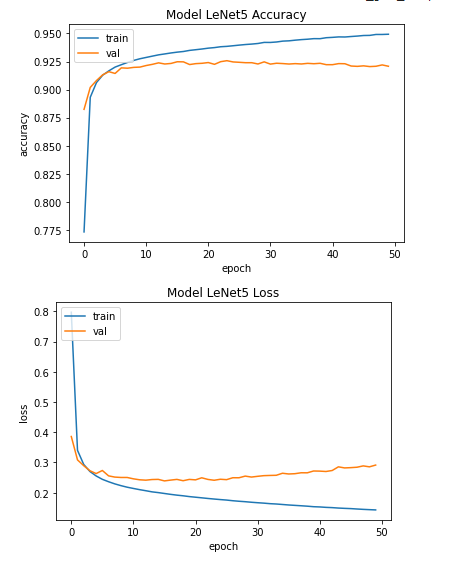 Model LeNet5 Accuracy
train
val
0.950
0.925
0.900
0.875
0.850
0.825
0.800
0.775
accuracy
0 10 20 30 40 50
epoch
Model LeNet5 Loss
train
val
0.8
0.7
0.6
0.5
0.4
0.3
0.2
loss
0 10 20 30 40 50
epoch